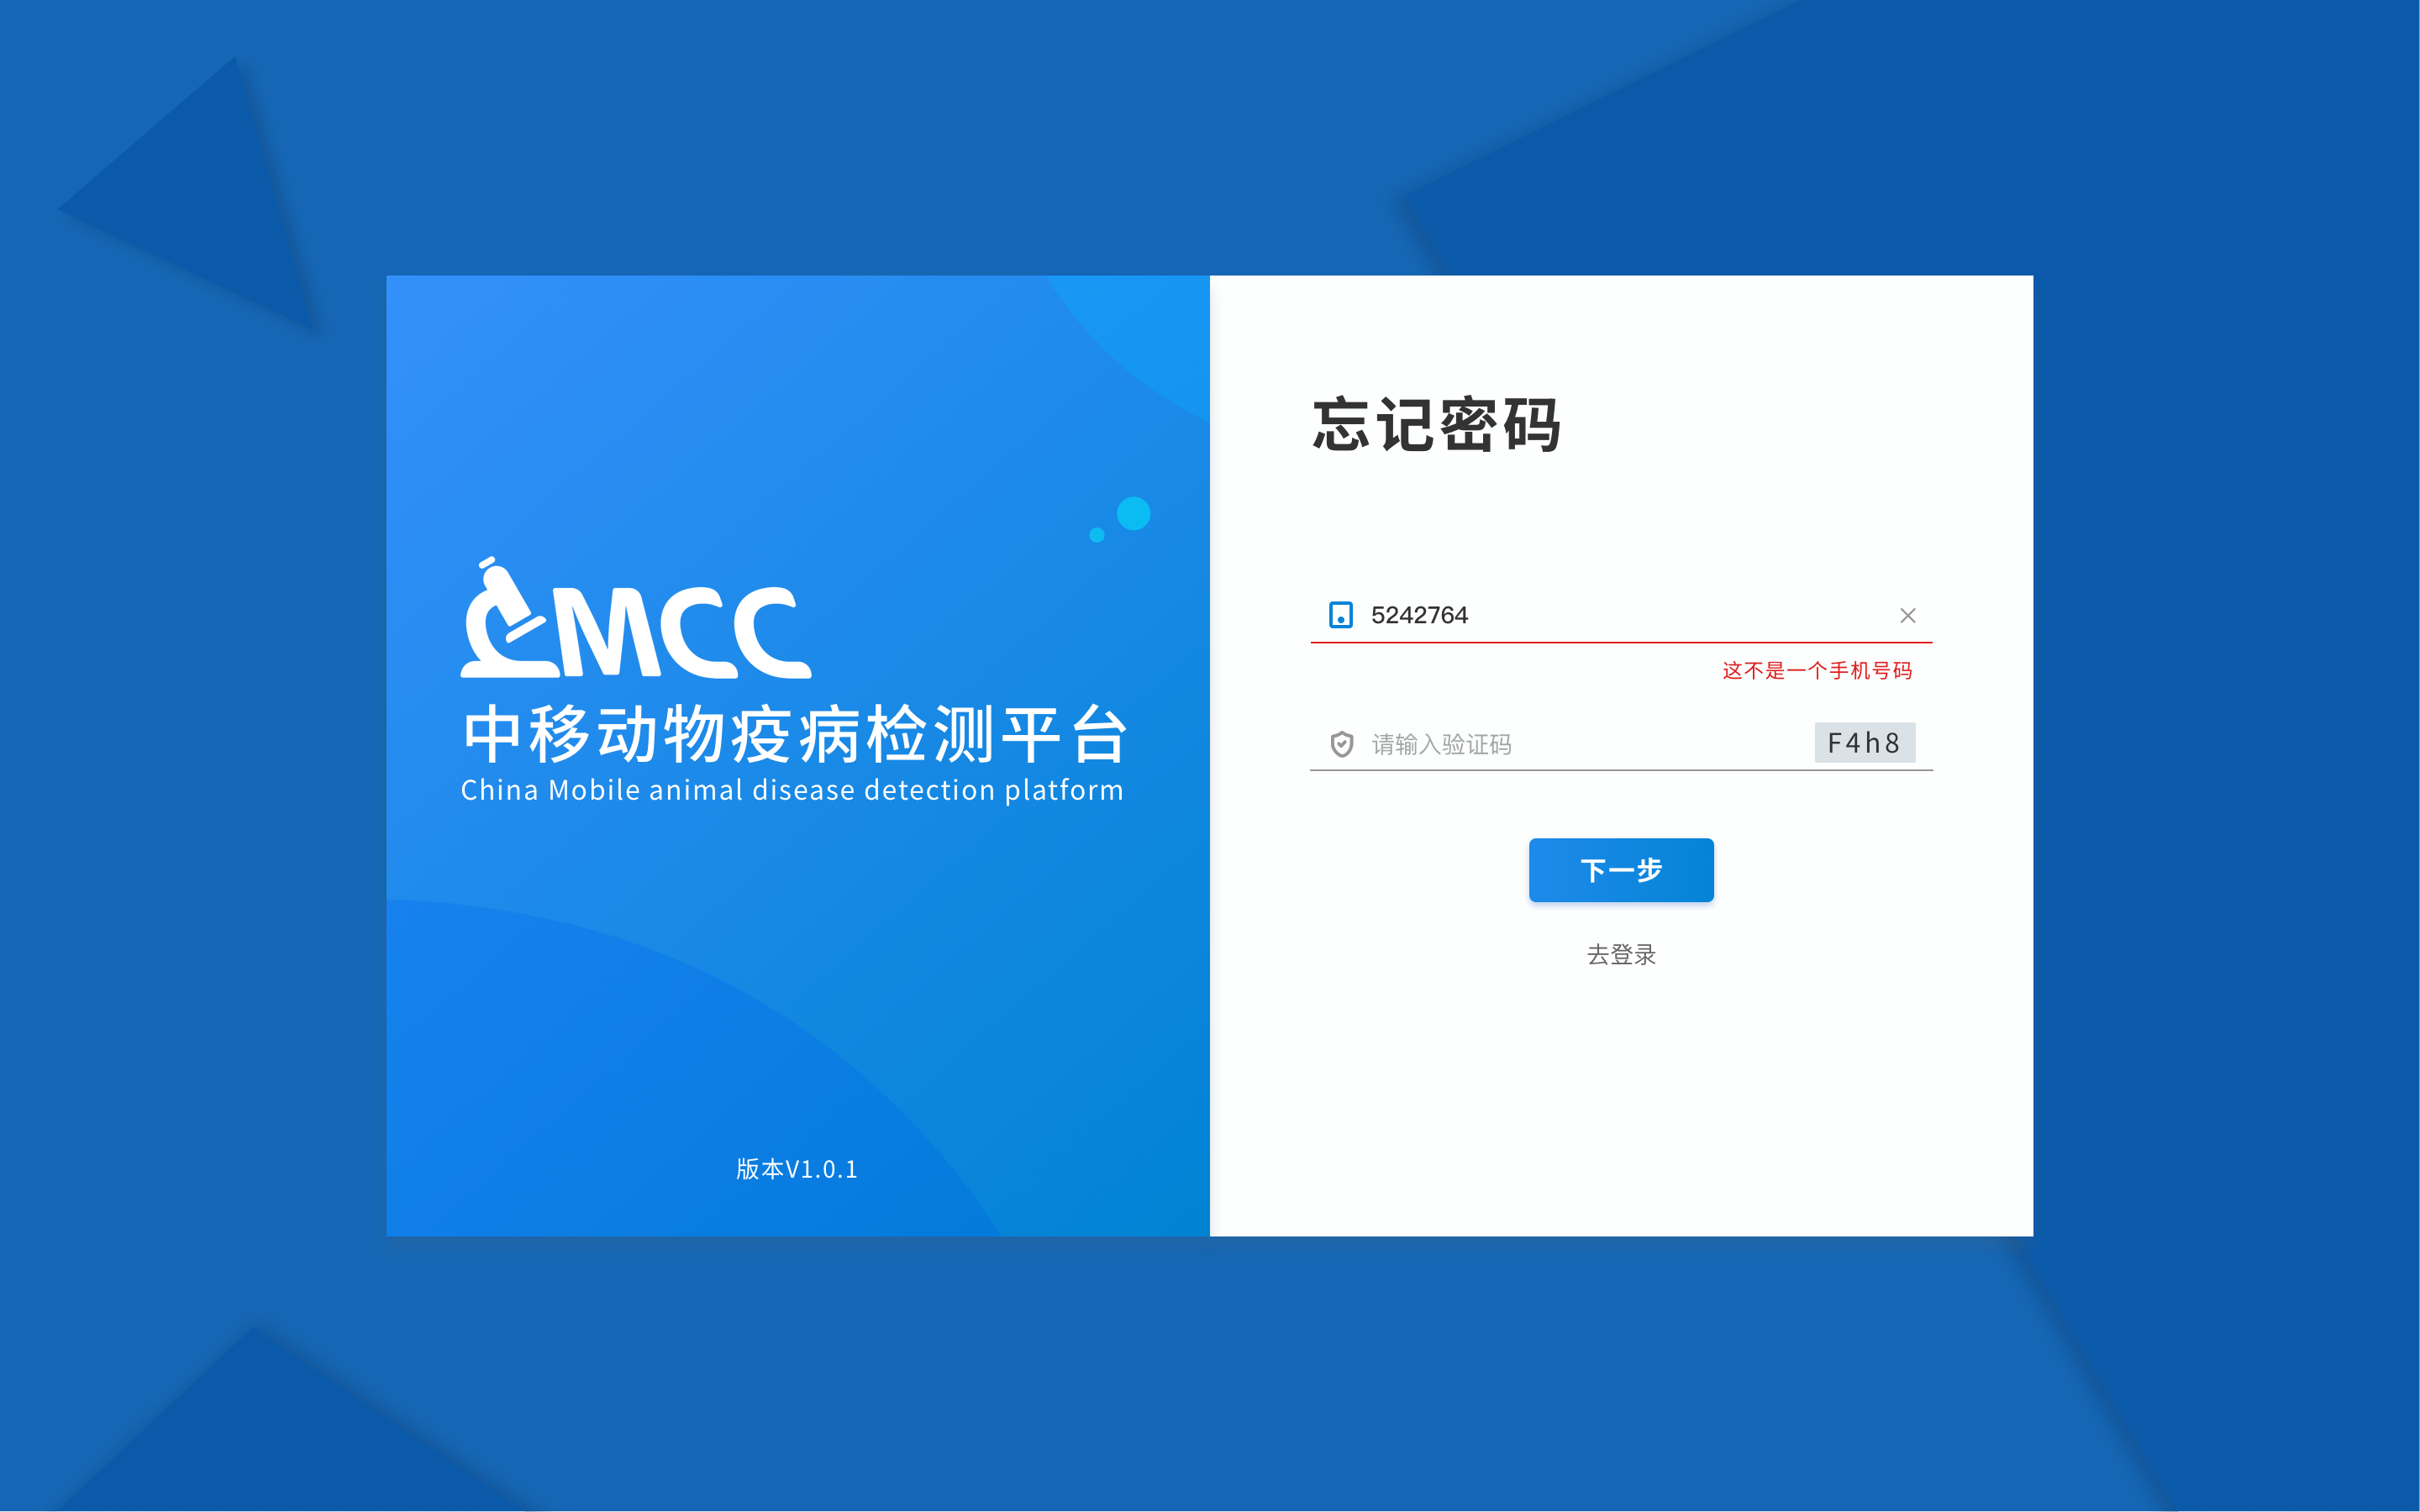 MCC
中移动物疫病检测平台
China Mobile animal disease detection platform
版本V1.0.1
忘记密码
5242764
这不是一个手机号码
请输入验证码
F4h8
下一步
去登录